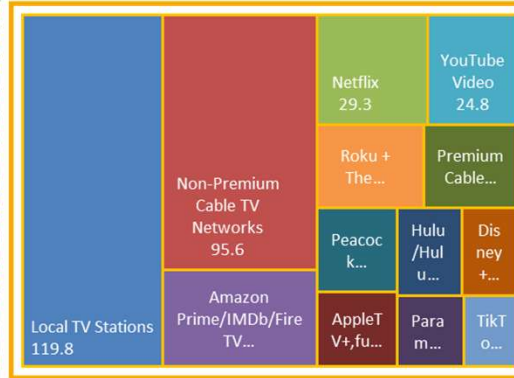 Local TV Stations
119.8
Non-Premium
Cable TV
Networks
95.6
Amazon
Prime/IMDb/Fire
TV...
Netflix
29.3
YouTube
Video
24.8
Roku +
The...
Premium
Cable...
Peacoc
k...
Hulu
/Hul
u...
Dis
ney
+...
AppleT
V+,fu...
Para
m...
TikT
o...